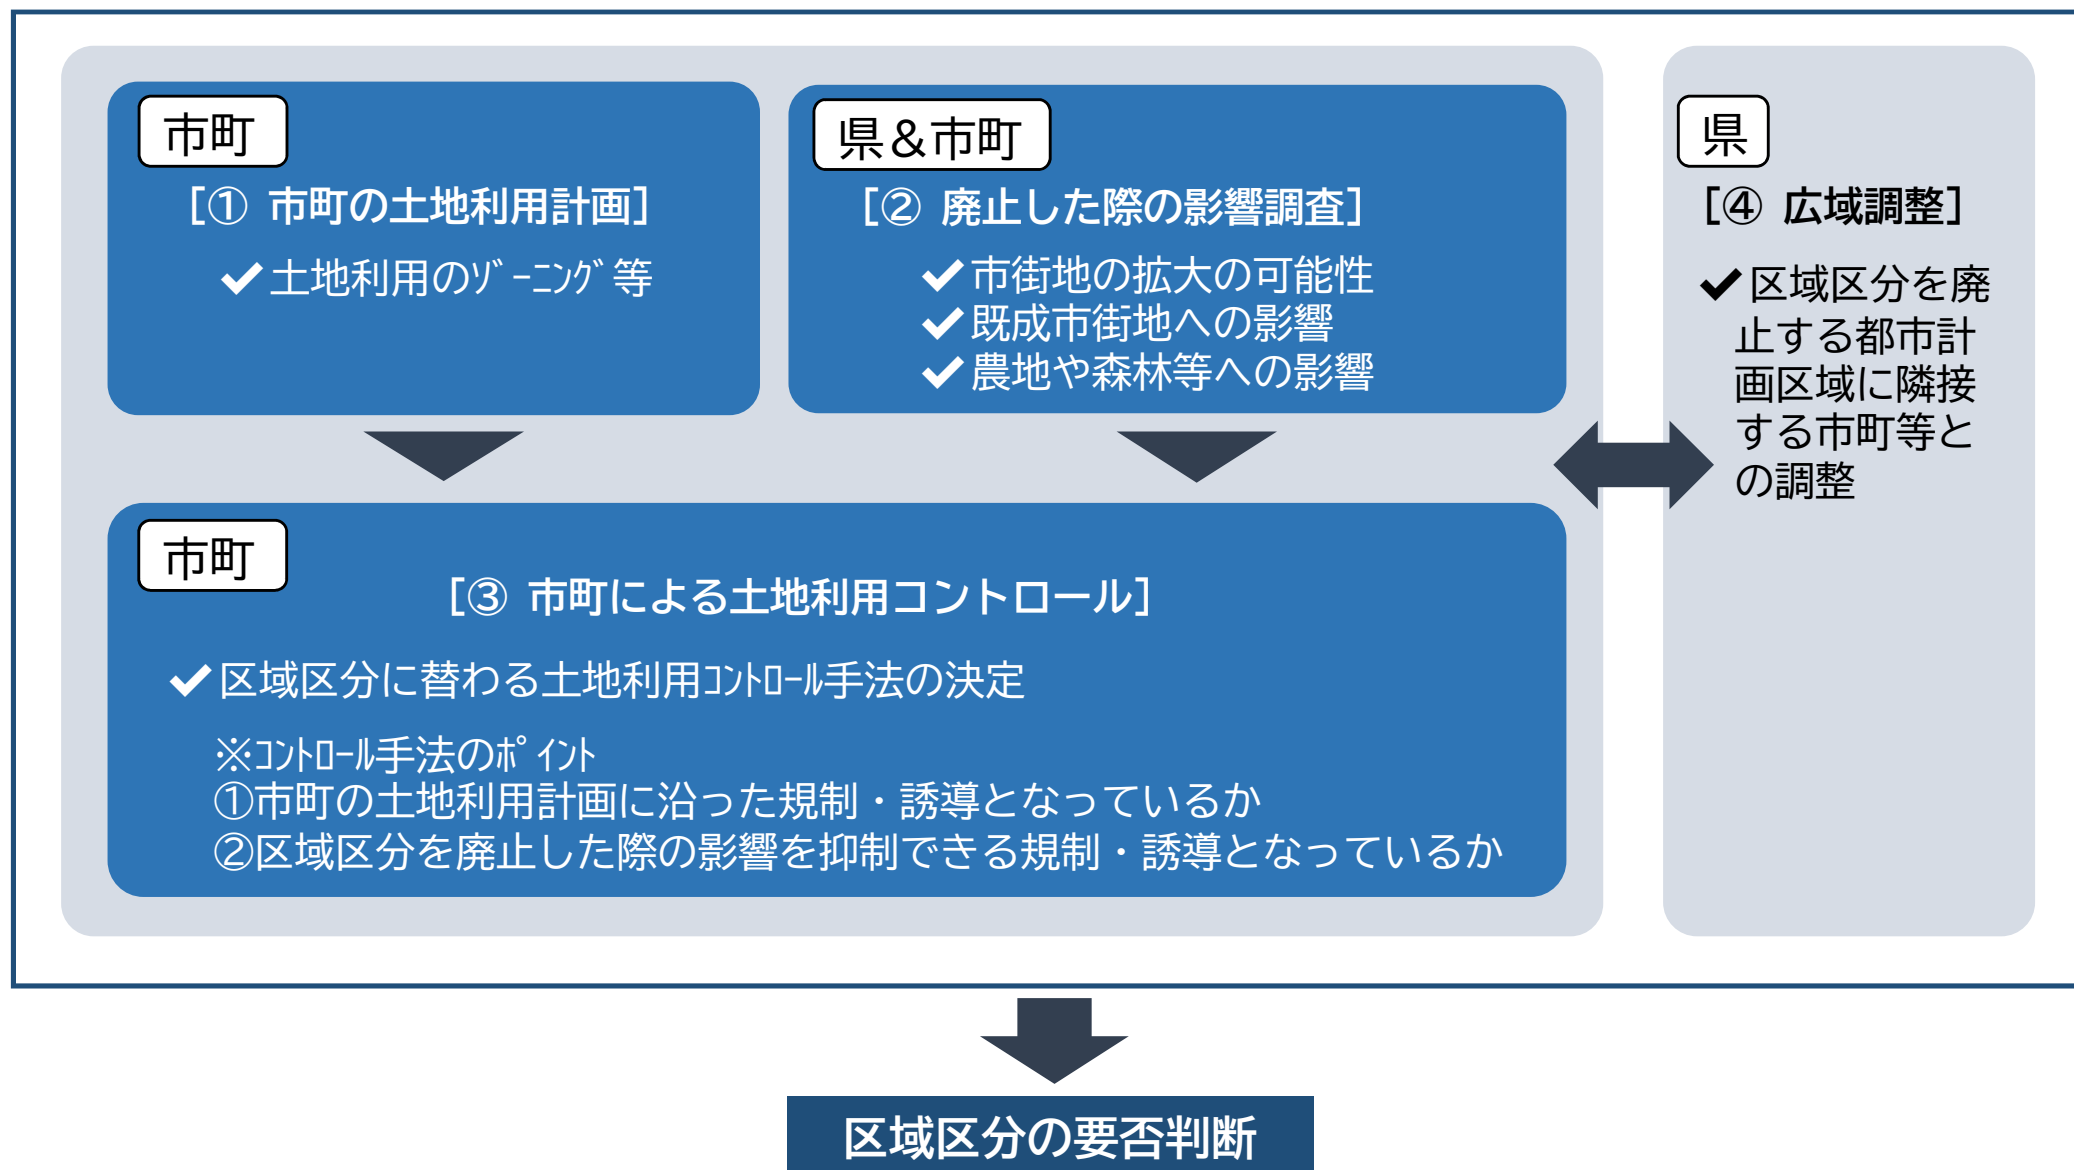 市町
［① 市町の土地利用計画］
✔土地利用のｿﾞｰﾆﾝｸﾞ等
県＆市町
［② 廃止した際の影響調査］
✔市街地の拡大の可能性
✔既成市街地への影響
✔農地や森林等への影響
市町
［③ 市町による土地利用コントロール］
✔区域区分に替わる土地利用ｺﾝﾄﾛｰﾙ手法の決定
※ｺﾝﾄﾛｰﾙ手法のﾎﾟｲﾝﾄ
①市町の土地利用計画に沿った規制・誘導となっているか
②区域区分を廃止した際の影響を抑制できる規制・誘導となっているか
県
［④ 広域調整］
✔区域区分を廃
止する都市計
画区域に隣接
する市町等と
の調整
区域区分の要否判断